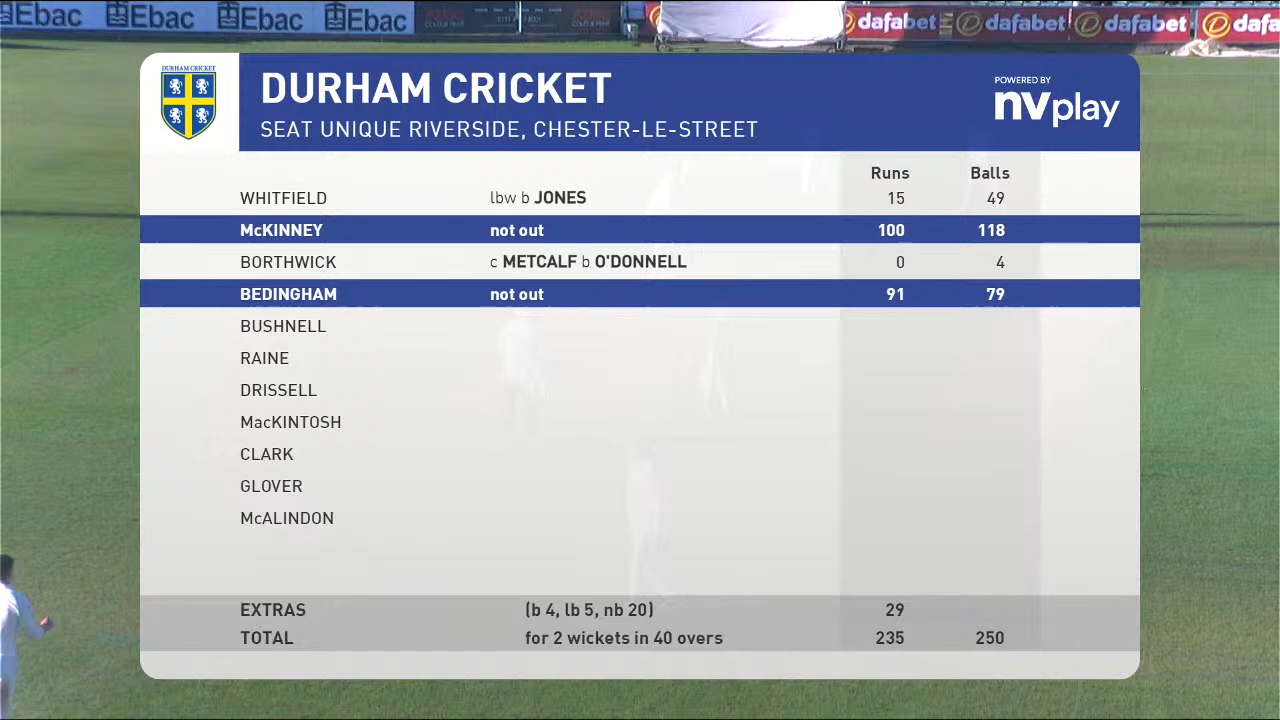 Ebac Ebac Ebac dafabet dafabet dafabet dafa
DURHAM CRICKET
DURHAM CRICKET
POWERED BY
nvplay
SEAT UNIQUE RIVERSIDE, CHESTER-LE-STREET
Runs Balls
WHITFIELD lbw b JONES 15 49
McKINNEY not out 100 118
BORTHWICK c METCALF b O'DONNELL 0 4
BEDINGHAM not out 91 79
BUSHNELL
RAINE
DRISSELL
MacKINTOSH
CLARK
GLOVER
McALINDON
EXTRAS (b 4, lb 5, nb 20) 29
TOTAL for 2 wickets in 40 overs 235 250